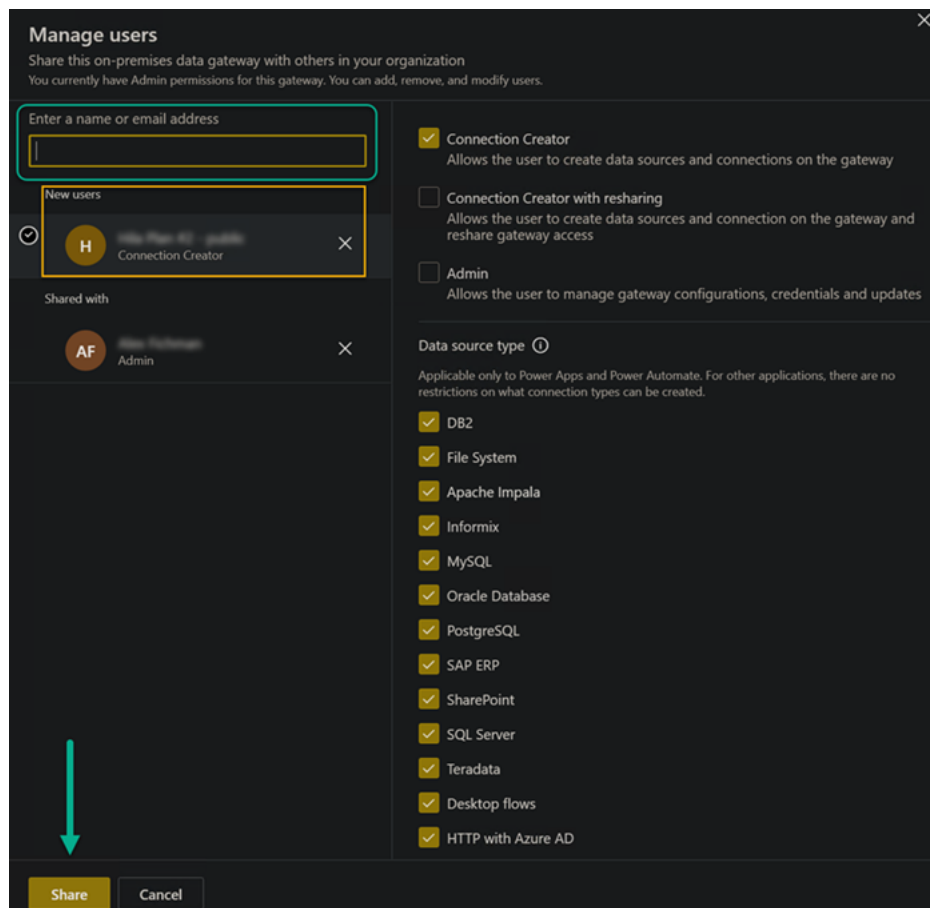 Manage users
Share this on-premises data gateway with others in your organization
You currently have Admin permissions for this gateway. You can add, remove, and modify users.
Enter a name or email address
New users
H
Connection Creator
Shared with
AF
Admin
Connection Creator
Allows the user to create data sources and connections on the gateway
Connection Creator with resharing
Allows the user to create data sources and connection on the gateway and
reshare gateway access
Admin
Allows the user to manage gateway configurations, credentials and updates
Data source type
Applicable only to Power Apps and Power Automate. For other applications, there are no
restrictions on what connection types can be created.
DB2
File System
Apache Impala
Informix
MySQL
Oracle Database
PostgreSQL
SAP ERP
SharePoint
SQL Server
Teradata
Desktop flows
HTTP with Azure AD
Share
Cancel